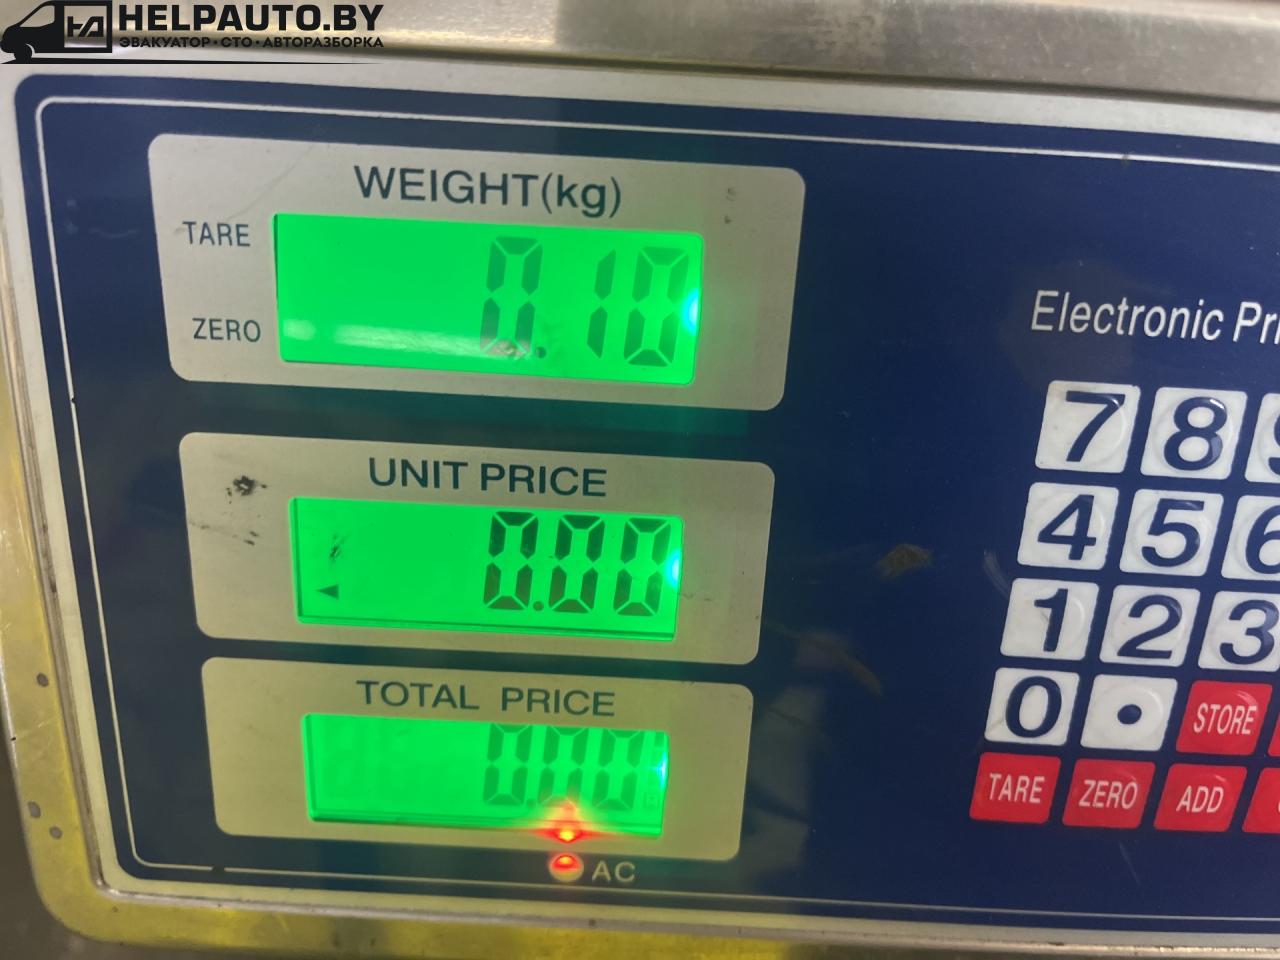 HELPAUTO.BY
ЭВАКУАТОР·СТО·АВТОРАЗБОРКА
WEIGHT(kg)
TARE
0.10
ZERO
UNIT PRICE
0.00
TOTAL PRICE
0.00
AC
Electronic
7 8
4 5 6
1 2 3
0 . STORE
TARE ZERO ADD